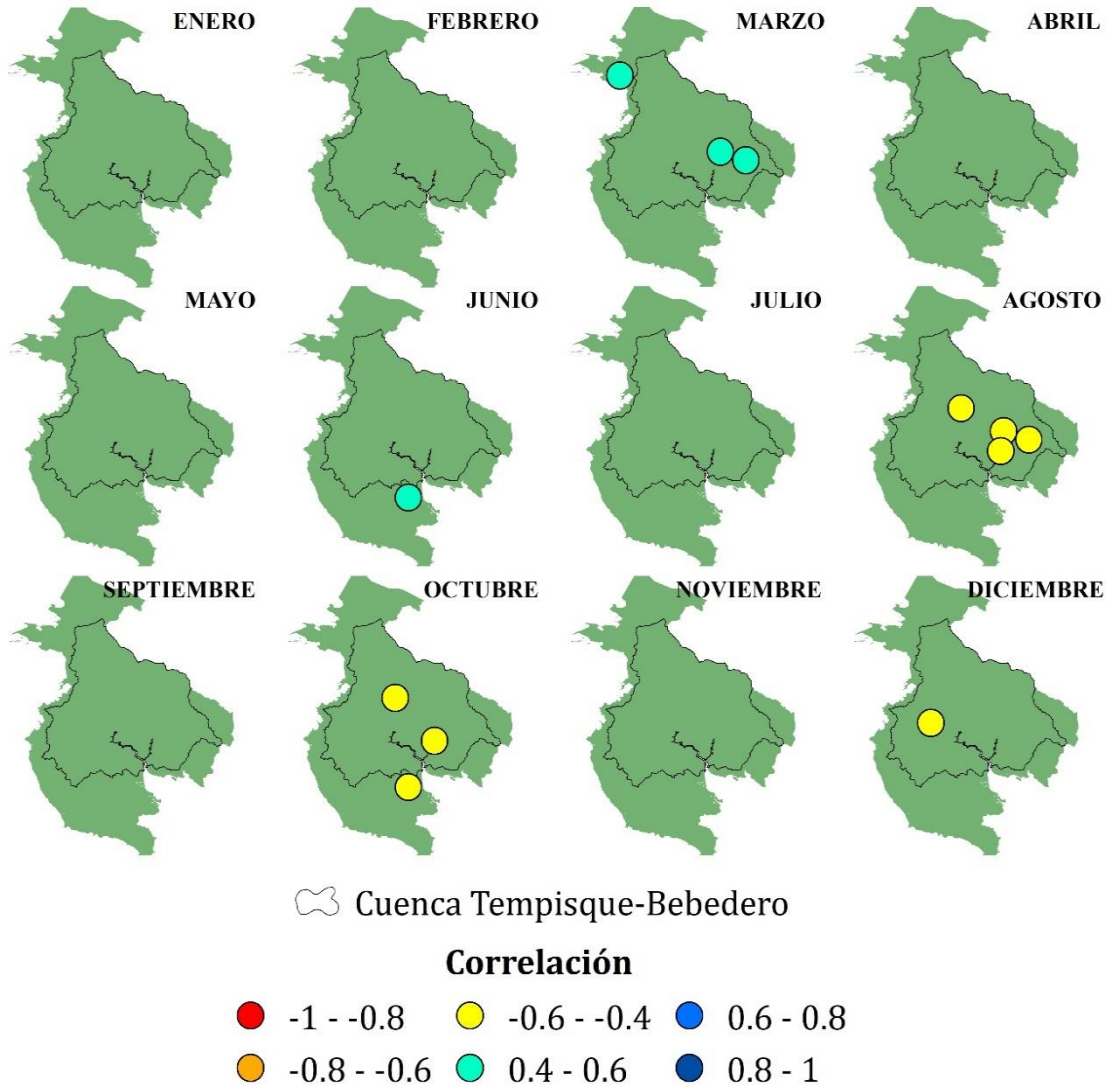 ENERO
FEBRERO
MARZO
ABRIL
MAYO
JUNIO
JULIO
AGOSTO
SEPTIEMBRE
OCTUBRE
NOVIEMBRE
DICIEMBRE
Cuenca Tempisque-Bebedero
Correlación
-1 - -0.8
-0.6 - -0.4
0.6 - 0.8
-0.8 - -0.6
0.4 - 0.6
0.8 - 1